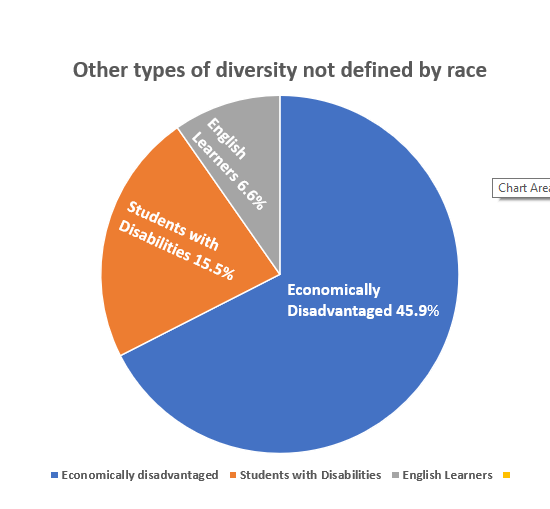 Other types of diversity not defined by race
English
Learners 6.6%
Chart Area
Students with
Disabilities 15.5%
Economically
Disadvantaged 45.9%
Economically disadvantaged Students with Disabilities English Learners